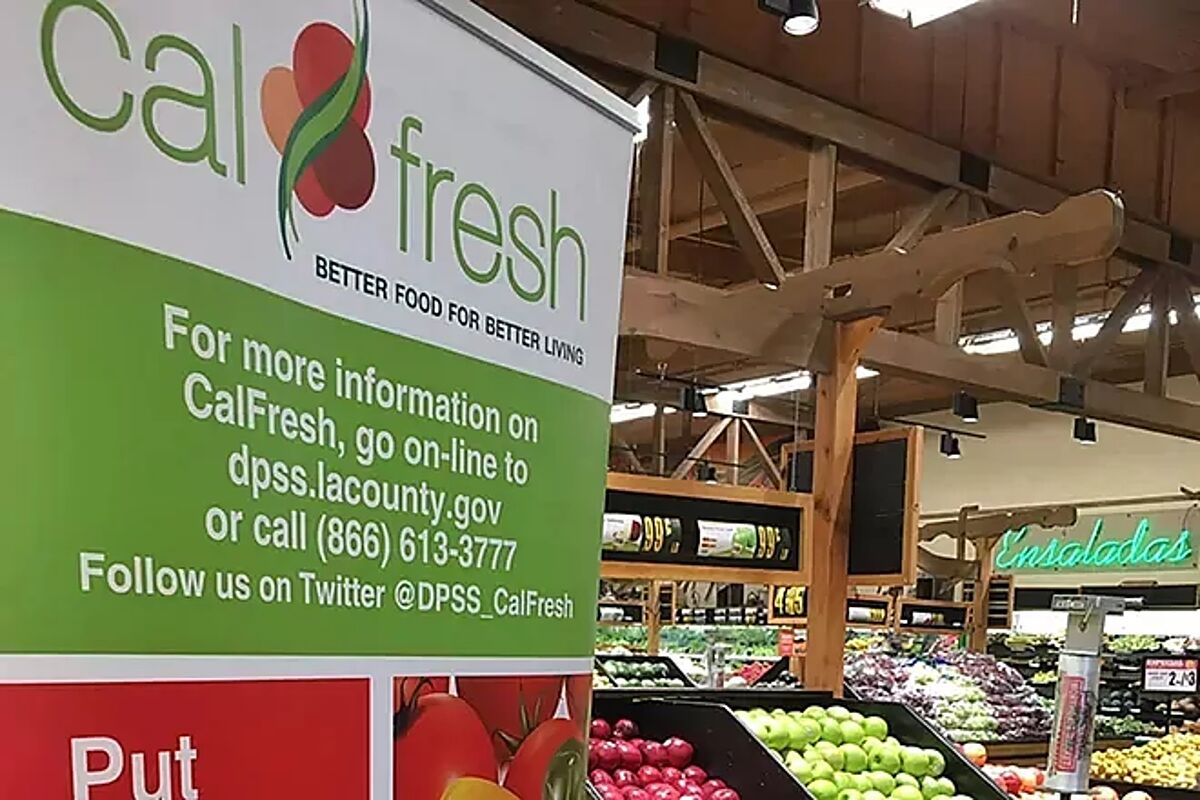 cal fresh
BETTER FOOD FOR BETTER LIVING
For more information on
CalFresh, go on-line to
dpss.lacounty.gov
or call (866) 613-3777
Follow us on Twitter @DPSS_CalFresh
Put
99¢
99¢
Ensaladas